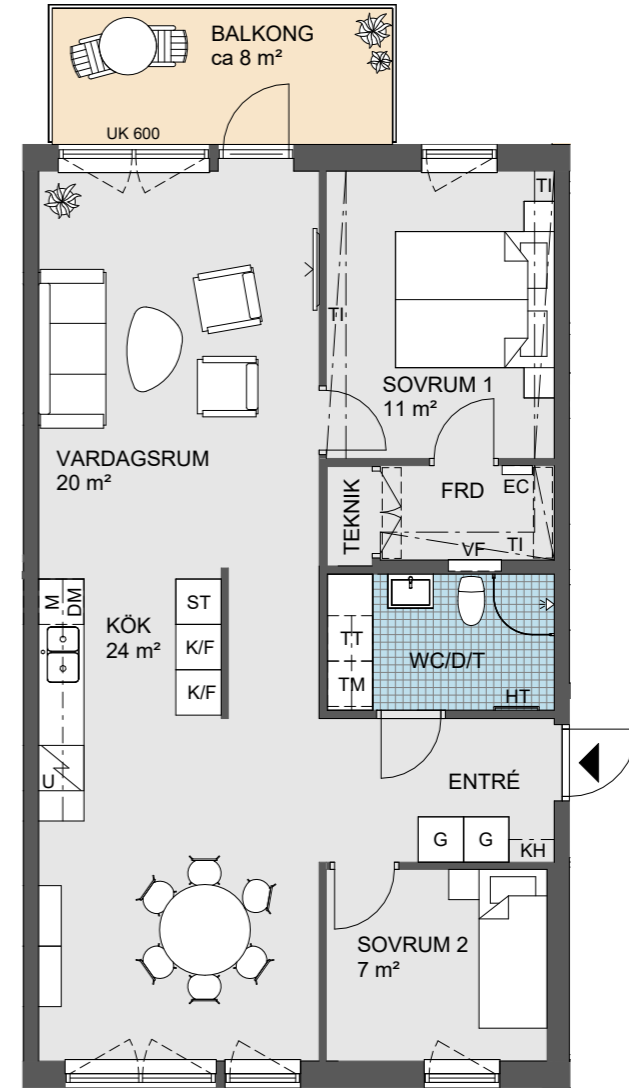 BALKONG
ca 8 m²
UK 600
TI
TI
SOVRUM 1
11 m²
VARDAGSRUM
20 m²
TEKNIK
FRD
EC
VF
TI
M
DM
ST
KÖK
24 m²
K/F
K/F
TT
WC/D/T
TM
HT
U
ENTRÉ
G
G
KH
SOVRUM 2
7 m²